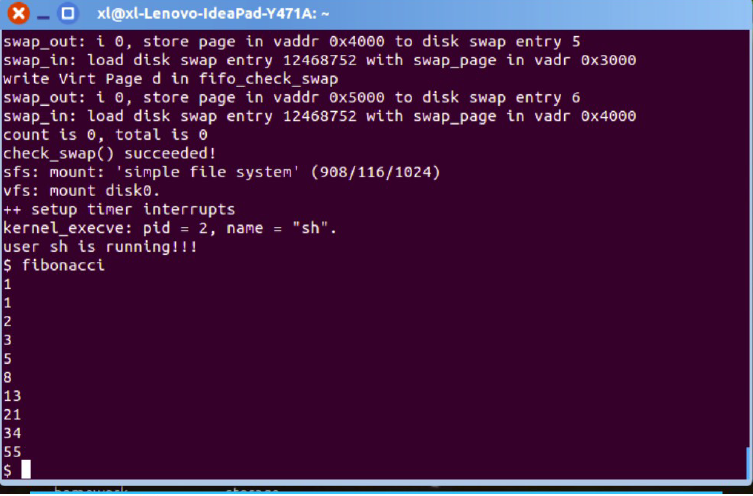 xl@xl-Lenovo-IdeaPad-Y471A: ~
swap_out: i 0, store page in vaddr 0x4000 to disk swap entry 5
swap_in: load disk swap entry 12468752 with swap_page in vadr 0x3000
write Virt Page d in fifo_check_swap
swap_out: i 0, store page in vaddr 0x5000 to disk swap entry 6
swap_in: load disk swap entry 12468752 with swap_page in vadr 0x4000
count is 0, total is 0
check_swap() succeeded!
sfs: mount: 'simple file system' (908/116/1024)
vfs: mount disk0.
++ setup timer interrupts
kernel_execve: pid = 2, name = "sh".
user sh is running!!!
$ fibonacci
1
1
2
3
5
8
13
21
34
55
$